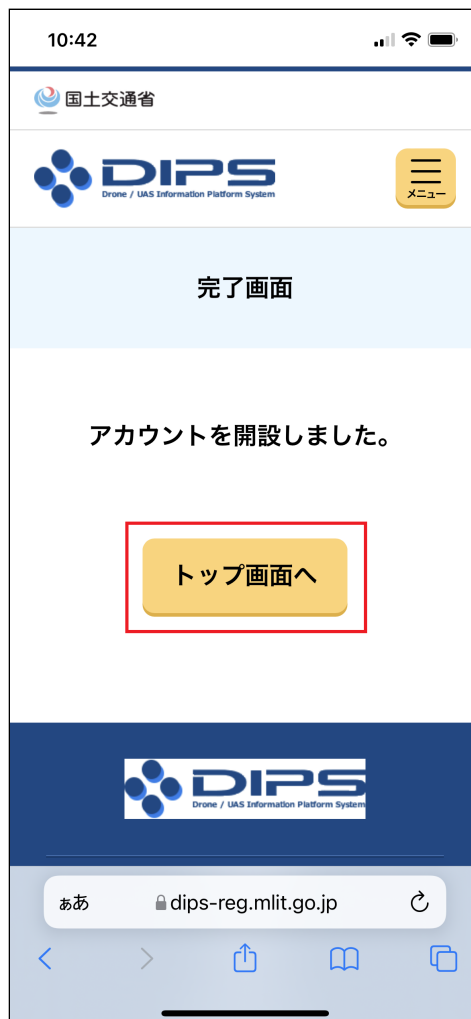 10:42
国土交通省
DIPS
Drone / UAS Information Platform System
メニュー
完了画面
アカウントを開設しました。
トップ画面へ
DIPS
Drone / UAS Information Platform System
ぁあ
dips-reg.mlit.go.jp